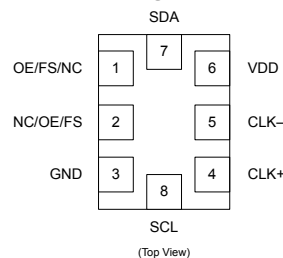 SDA
7
OE/FS/NC 1 6 VDD
NC/OE/FS 2 5 CLK–
GND 3 4 CLK+
8
SCL
(Top View)